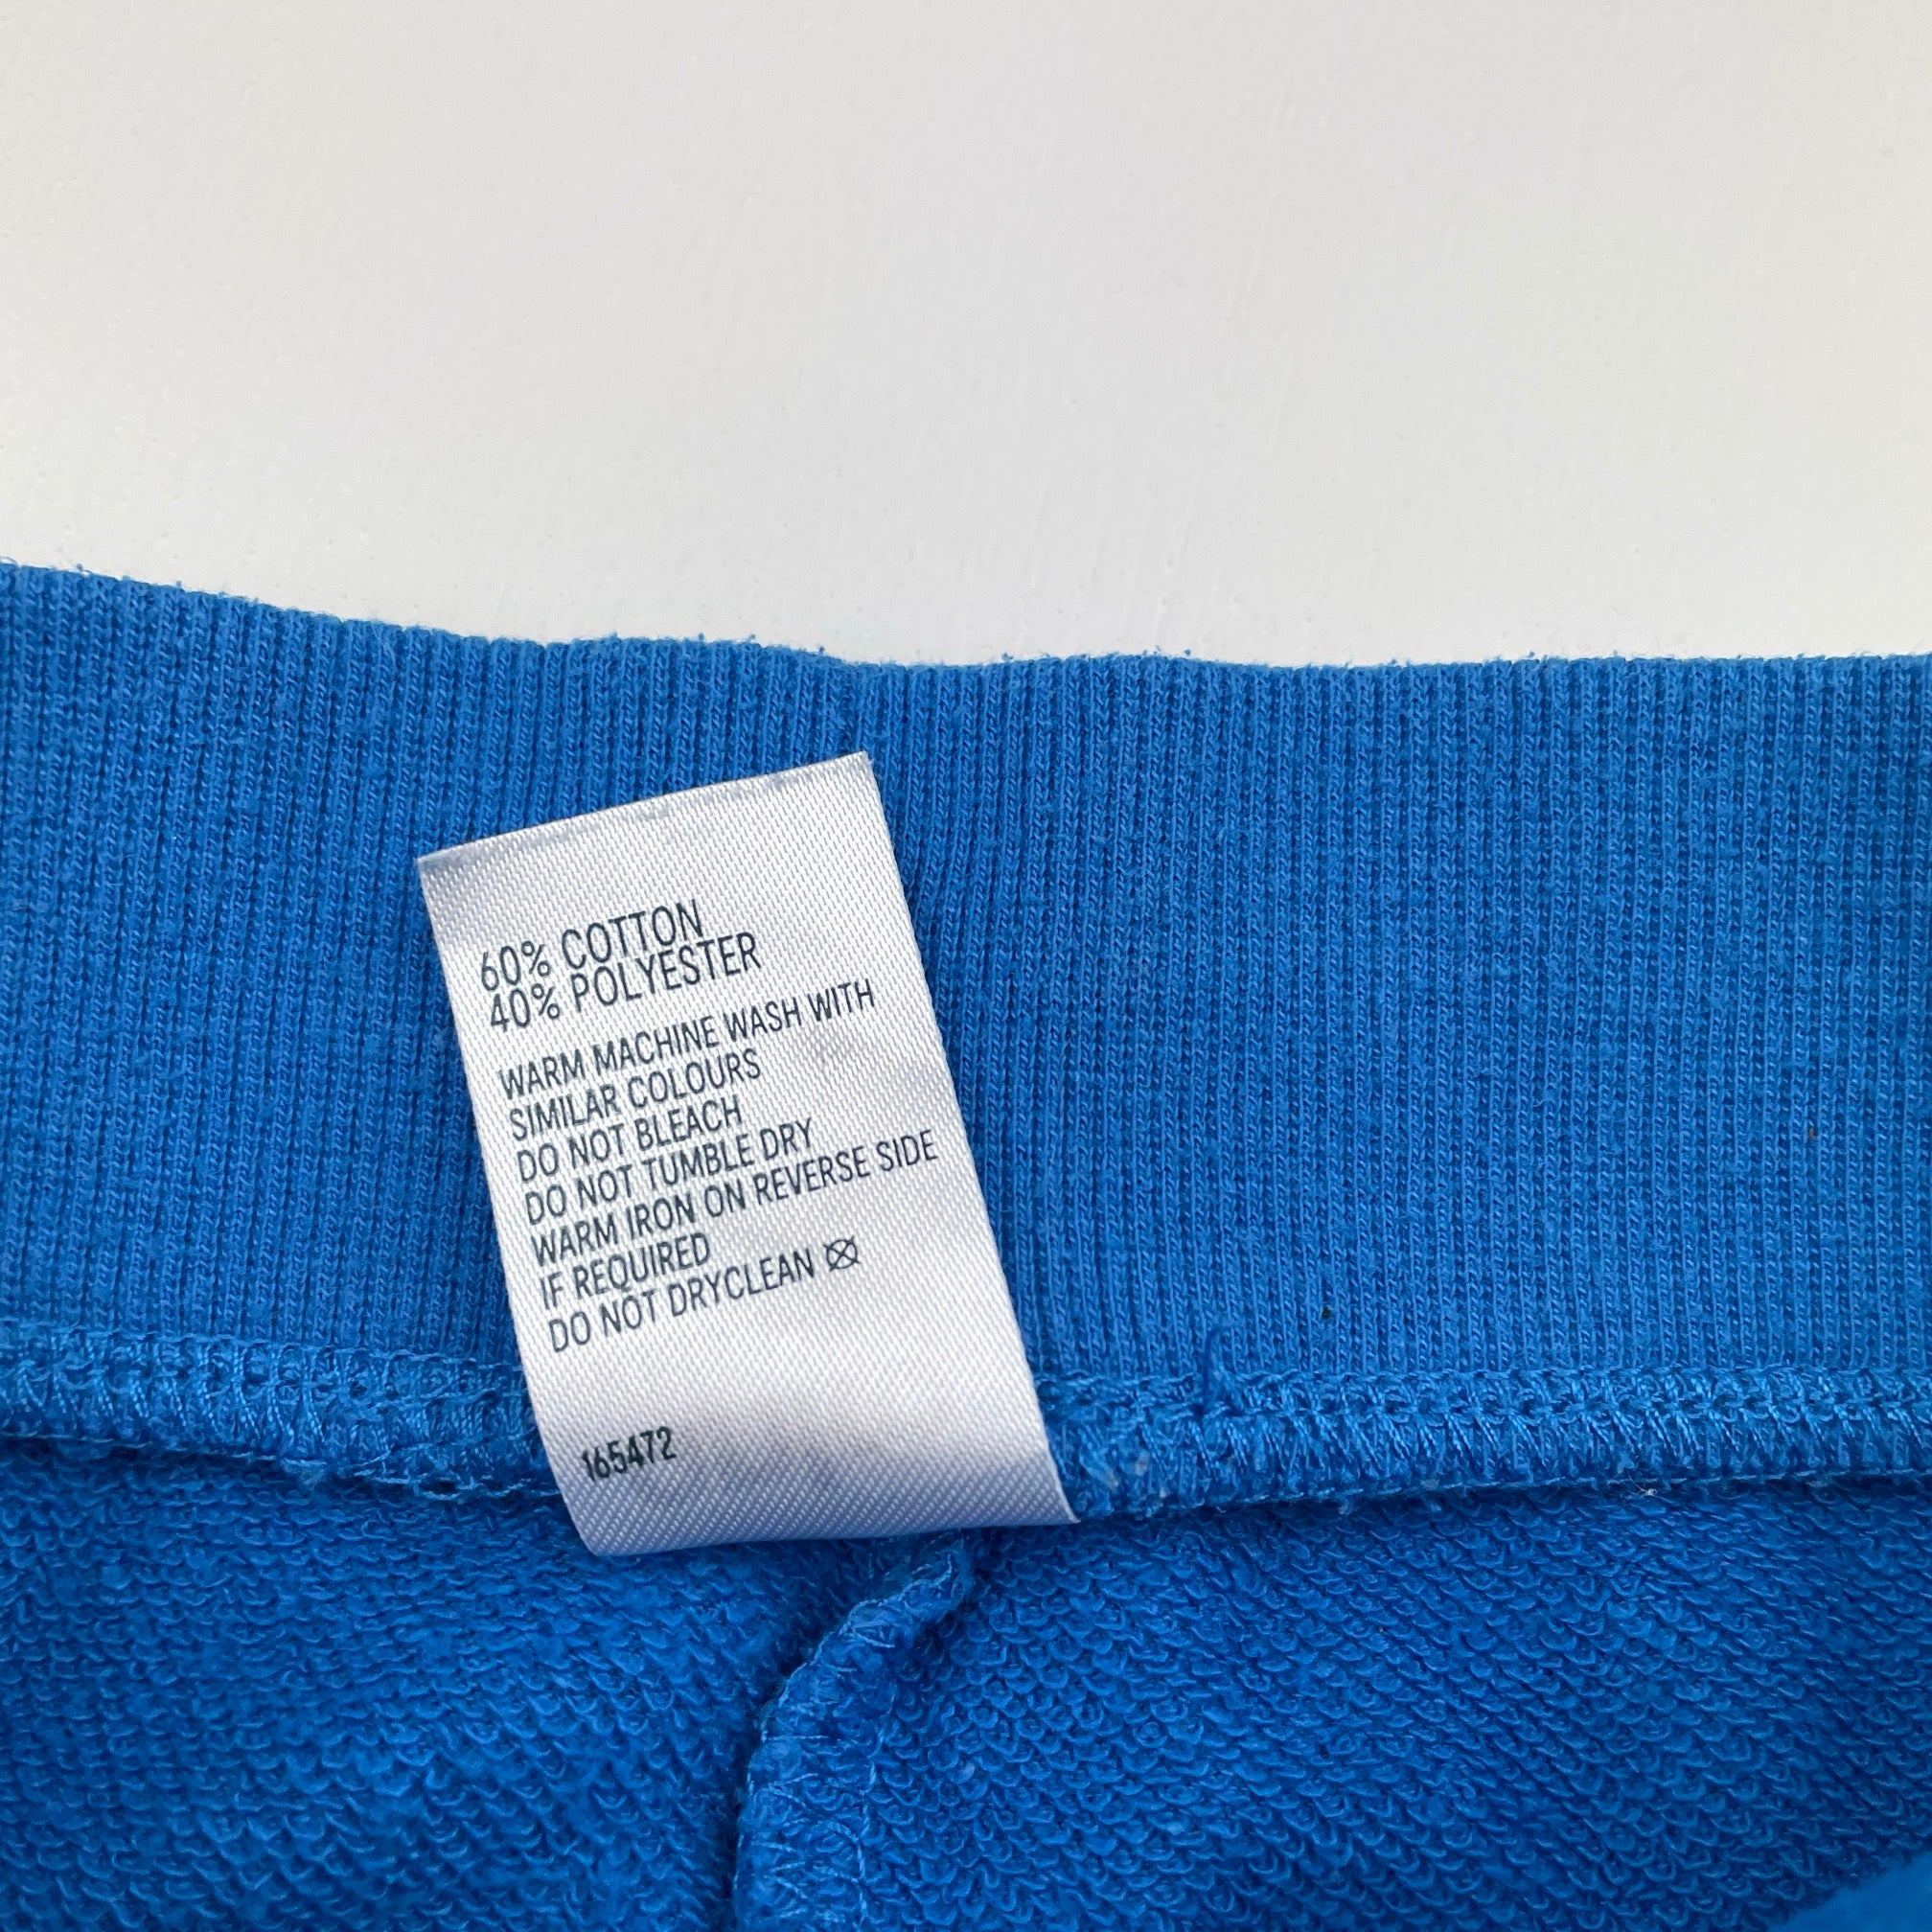 60% COTTON
40% POLYESTER
WARM MACHINE WASH WITH
SIMILAR COLOURS
DO NOT BLEACH
DO NOT TUMBLE DRY
WARM IRON ON REVERSE SIDE
IF REQUIRED
DO NOT DRYCLEAN
165472